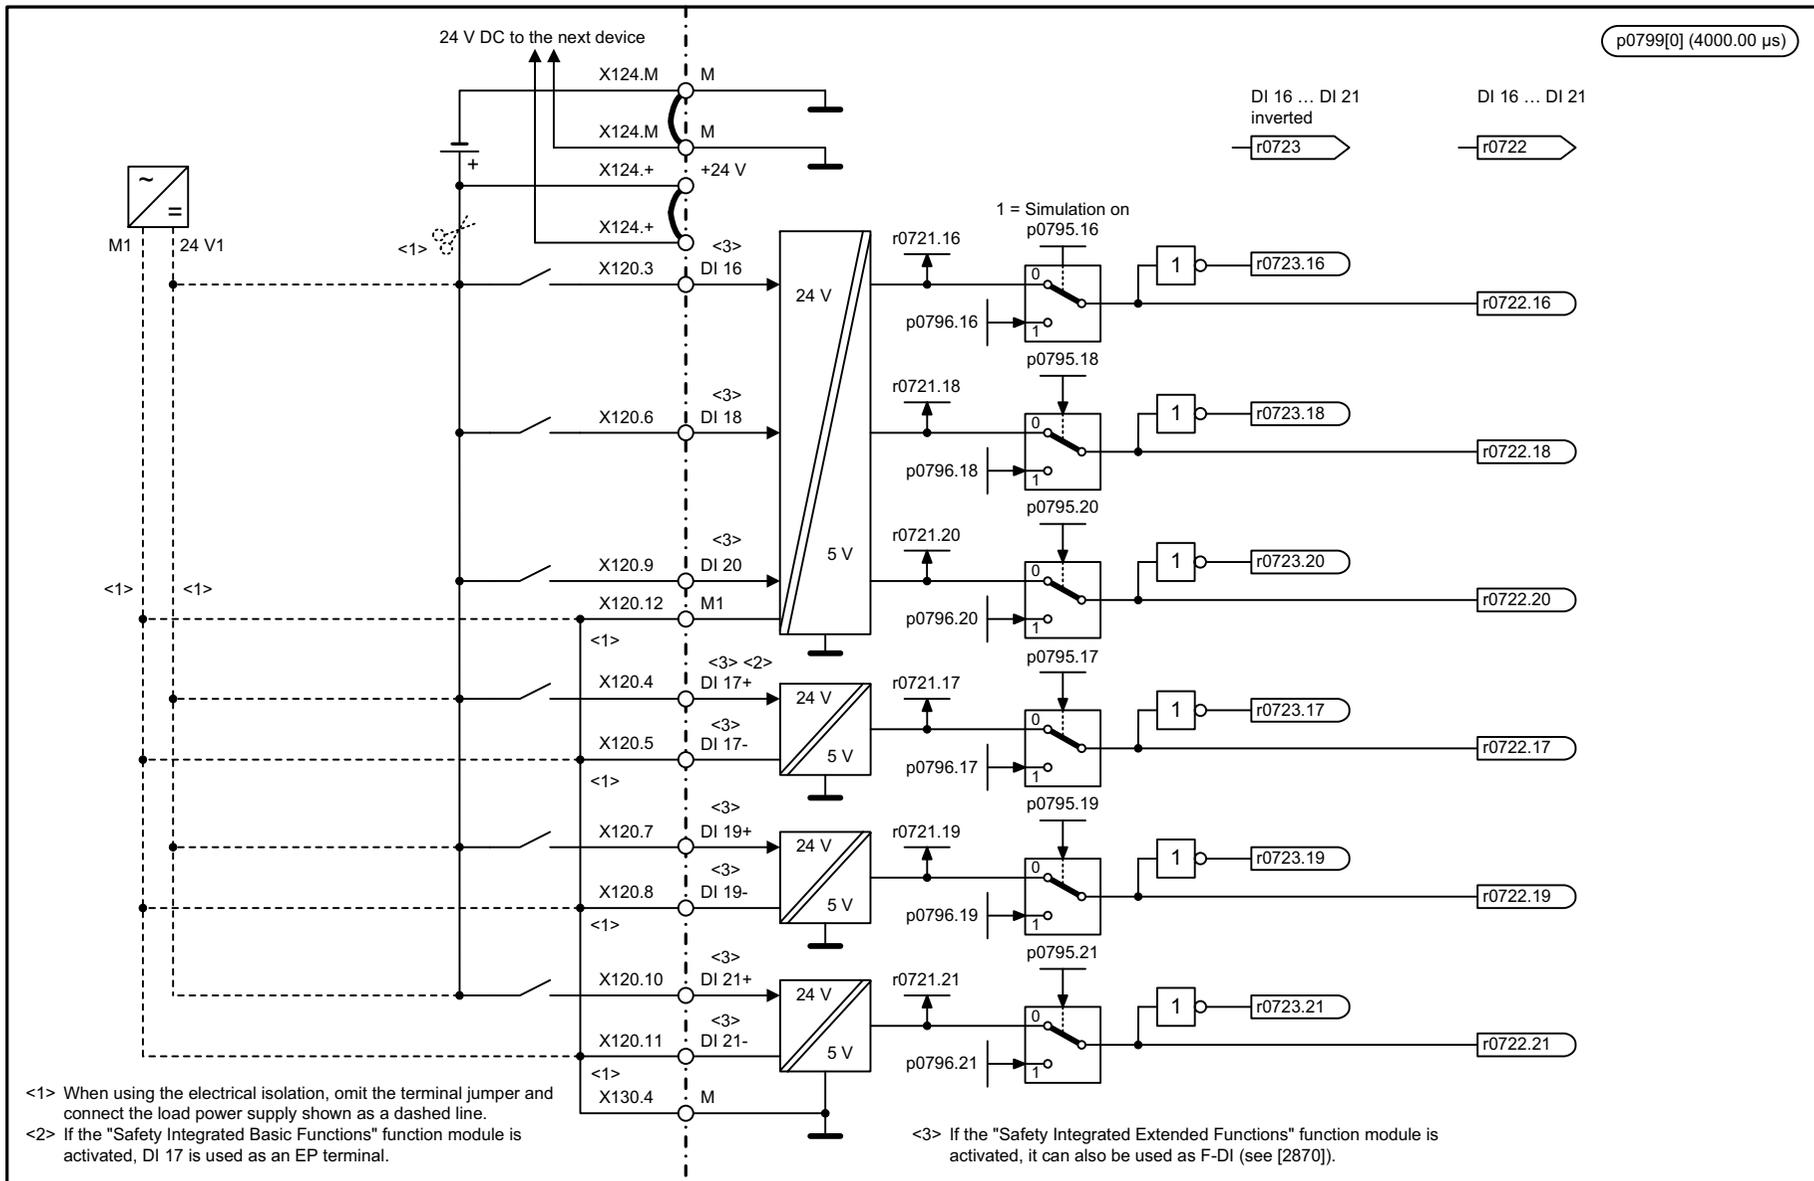 24 V DC to the next device
p0799[0] (4000.00 µs)
X124.M
M
DI 16 … DI 21
inverted
DI 16 … DI 21
r0723
r0722
X124.M
M
+
X124.+
+24 V
~
=
M1
24 V1
<1>
X124.+
1 = Simulation on
<3>
X120.3
DI 16
24 V
r0721.16
p0795.16
0
1
p0796.16
1
r0723.16
r0722.16
<3>
X120.6
DI 18
r0721.18
p0795.18
0
1
p0796.18
1
r0723.18
r0722.18
<3>
X120.9
DI 20
5 V
r0721.20
p0795.20
0
1
p0796.20
1
r0723.20
r0722.20
<1>
<1>
X120.12
M1
<1>
<3> <2>
X120.4
DI 17+
24 V
r0721.17
p0795.17
0
1
p0796.17
1
r0723.17
r0722.17
<3>
X120.5
DI 17-
5 V
<1>
<3>
X120.7
DI 19+
24 V
r0721.19
p0795.19
0
1
p0796.19
1
r0723.19
r0722.19
<3>
X120.8
DI 19-
5 V
<1>
<3>
X120.10
DI 21+
24 V
r0721.21
p0795.21
0
1
p0796.21
1
r0723.21
r0722.21
<3>
X120.11
DI 21-
5 V
<1>
X130.4
M
<1> When using the electrical isolation, omit the terminal jumper and
connect the load power supply shown as a dashed line.
<2> If the "Safety Integrated Basic Functions" function module is
activated, DI 17 is used as an EP terminal.
<3> If the "Safety Integrated Extended Functions" function module is
activated, it can also be used as F-DI (see [2870]).